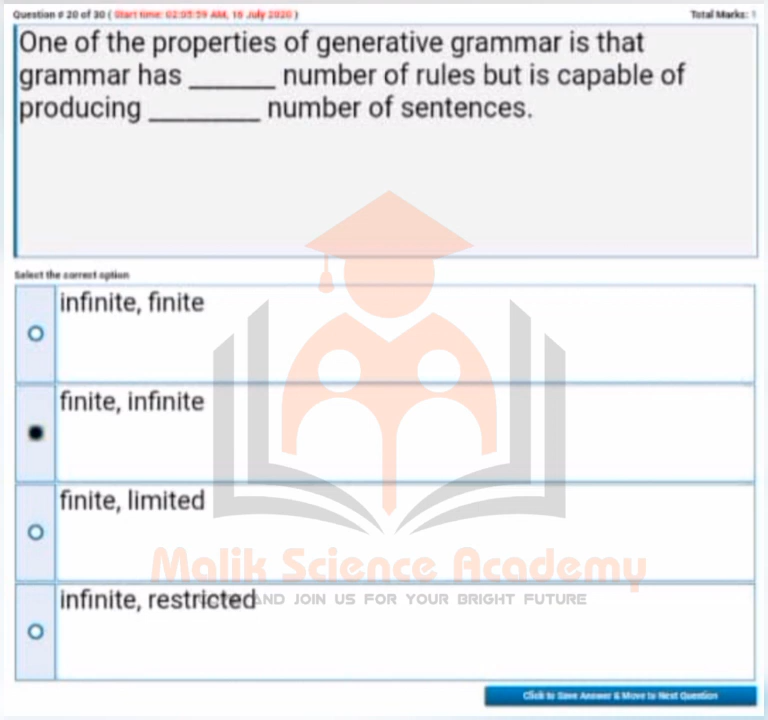 Question # 20 of 30 ( Start time: 02:05:59 AM, 16 July 2020 )
Total Marks: 1
One of the properties of generative grammar is that
grammar has ______ number of rules but is capable of
producing ________ number of sentences.
Select the correct option
infinite, finite
finite, infinite
finite, limited
Malik Science Academy
infinite, restricted
AND JOIN US FOR YOUR BRIGHT FUTURE
Click to Save Answer & Move to Next Question